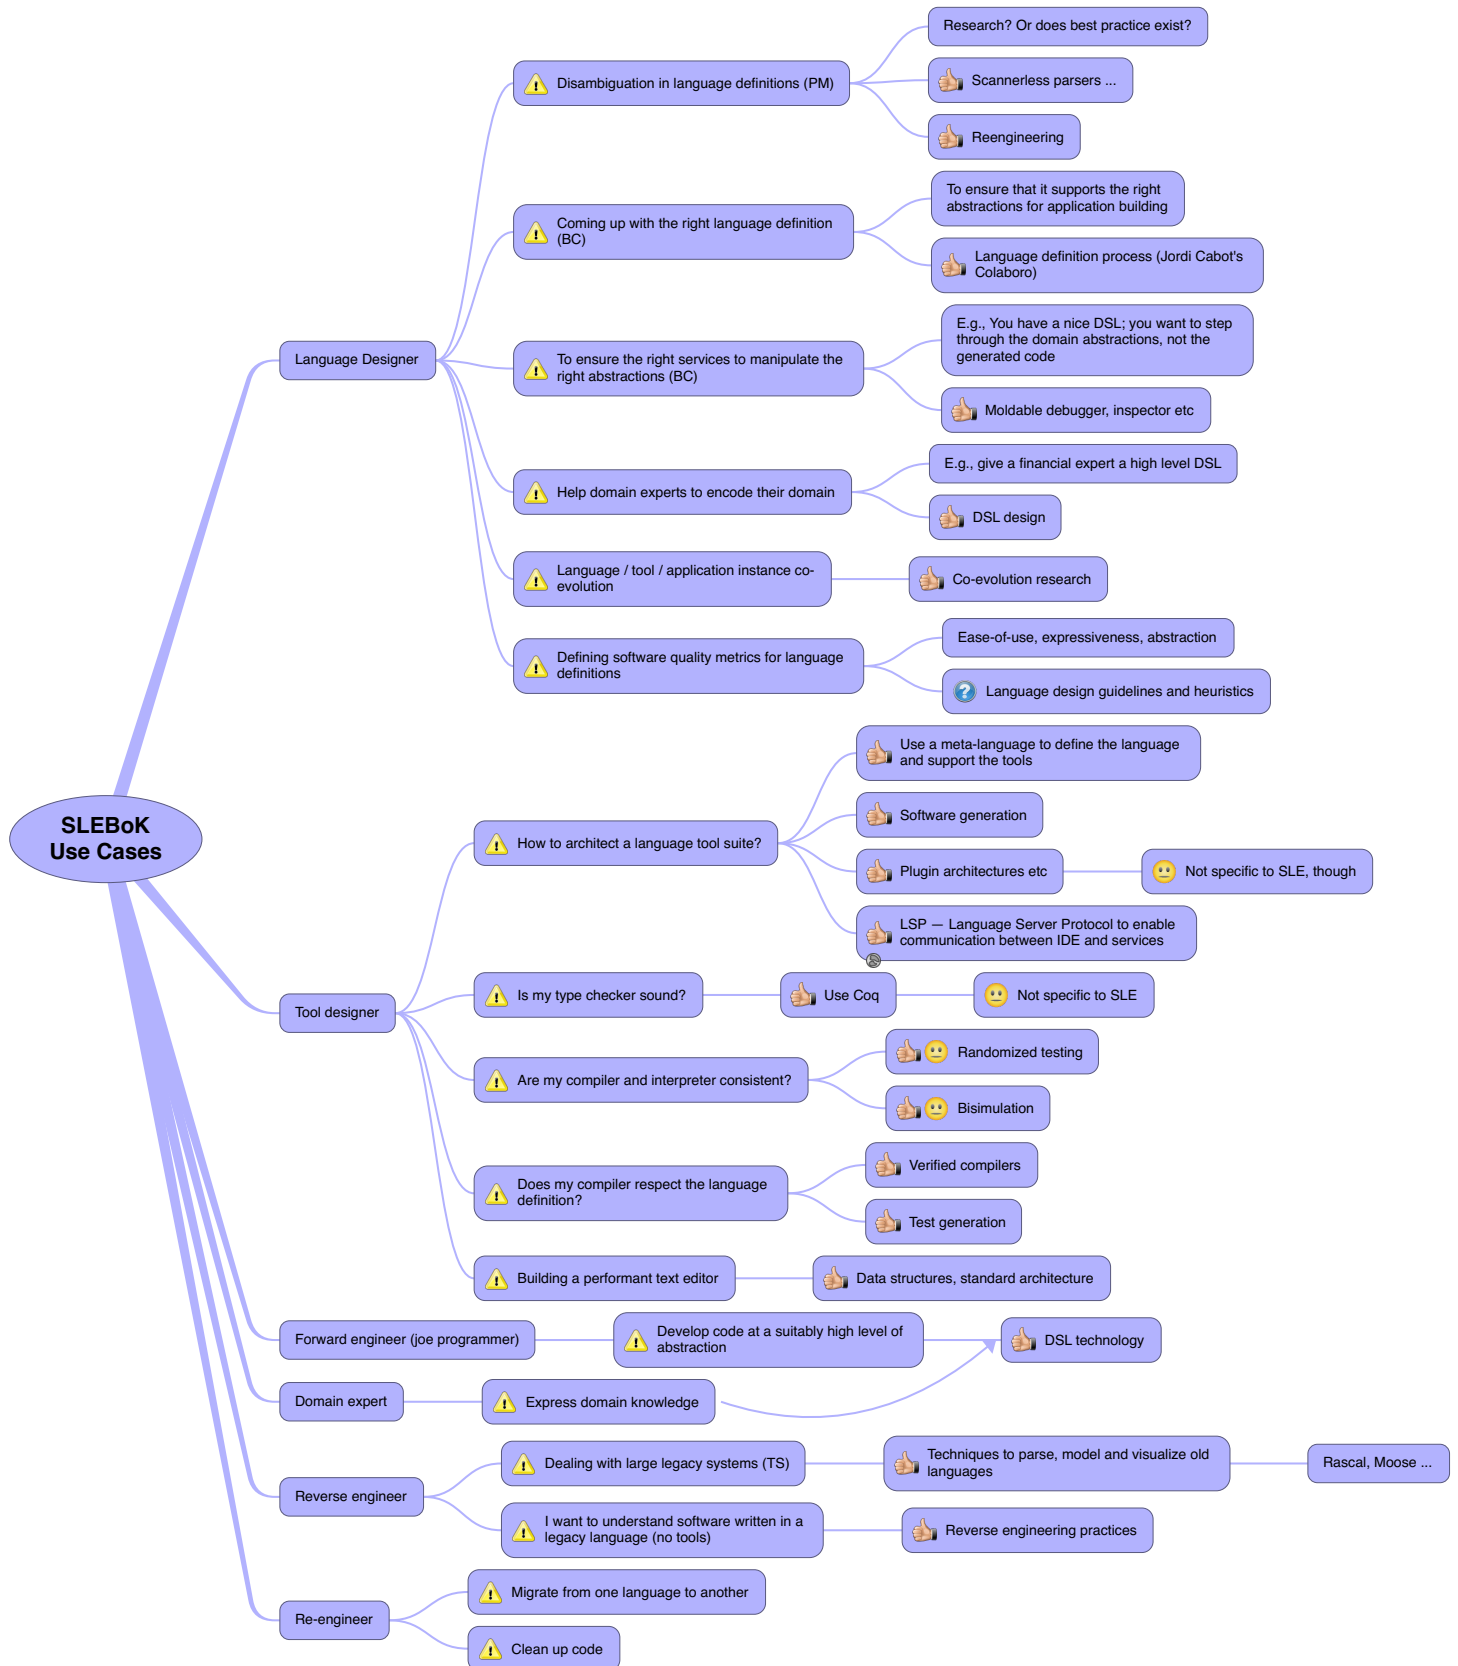 SLEBoK
Use Cases
Language Designer
Disambiguation in language definitions (PM)
Research? Or does best practice exist?
Scannerless parsers ...
Reengineering
Coming up with the right language definition
(BC)
To ensure that it supports the right
abstractions for application building
Language definition process (Jordi Cabot's
Colaboro)
To ensure the right services to manipulate the
right abstractions (BC)
E.g., You have a nice DSL; you want to step
through the domain abstractions, not the
generated code
Moldable debugger, inspector etc
Help domain experts to encode their domain
E.g., give a financial expert a high level DSL
DSL design
Language / tool / application instance co-
evolution
Co-evolution research
Defining software quality metrics for language
definitions
Ease-of-use, expressiveness, abstraction
Language design guidelines and heuristics
Tool designer
How to architect a language tool suite?
Use a meta-language to define the language
and support the tools
Software generation
Plugin architectures etc
Not specific to SLE, though
LSP — Language Server Protocol to enable
communication between IDE and services
Is my type checker sound?
Use Coq
Not specific to SLE
Are my compiler and interpreter consistent?
Randomized testing
Bisimulation
Does my compiler respect the language
definition?
Verified compilers
Test generation
Building a performant text editor
Data structures, standard architecture
Forward engineer (joe programmer)
Develop code at a suitably high level of
abstraction
DSL technology
Domain expert
Express domain knowledge
Reverse engineer
Dealing with large legacy systems (TS)
Techniques to parse, model and visualize old
languages
Rascal, Moose ...
I want to understand software written in a
legacy language (no tools)
Reverse engineering practices
Re-engineer
Migrate from one language to another
Clean up code